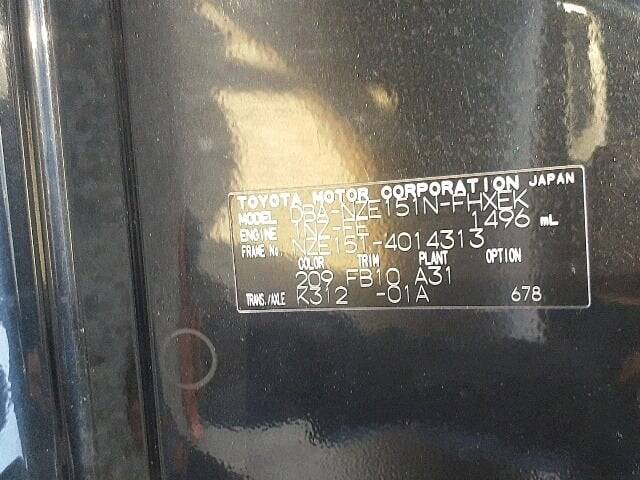 TOYOTA MOTOR CORPORATION JAPAN
MODEL DBA-NZE151N-FHXEK
ENGINE 1NZ-FE 1496 mL
FRAME No. NZE151-4014313
COLOR TRIM PLANT OPTION
209 FB10 A31
TRANS./AXLE K312 -01A 678